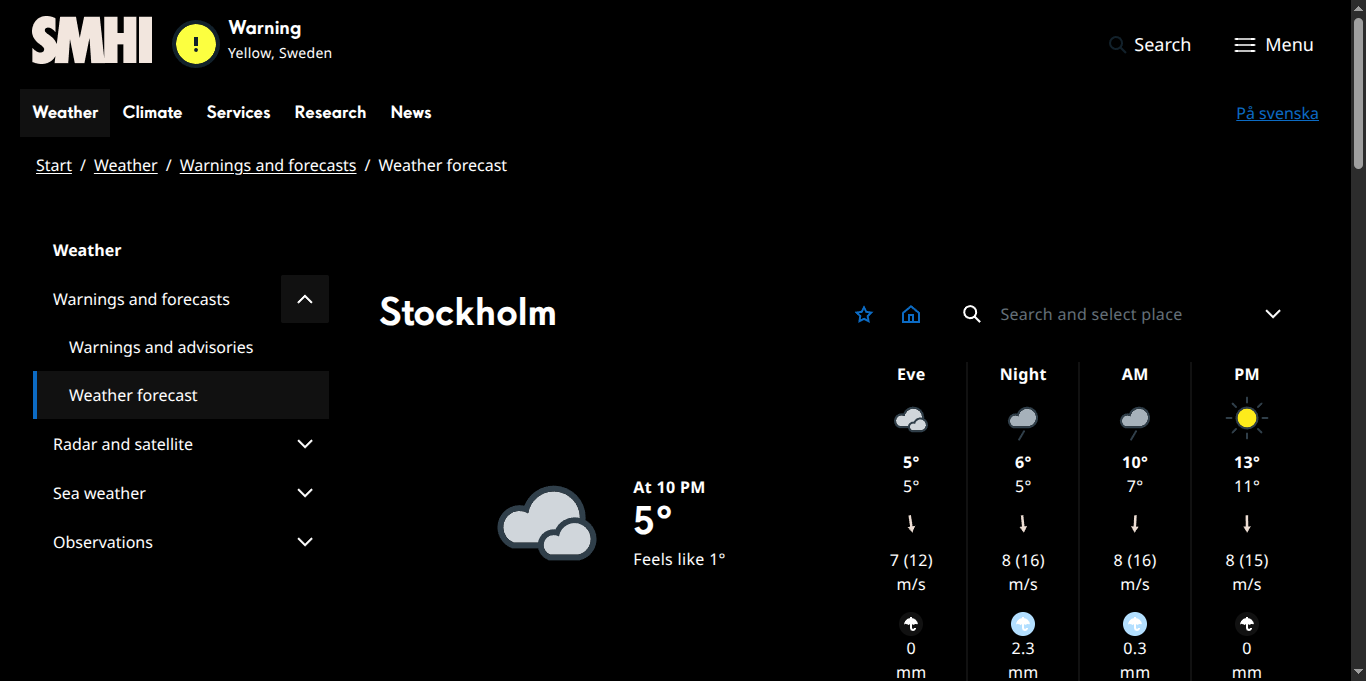 SMHI
Warning
Yellow, Sweden
Search
Menu
Weather Climate Services Research News
På svenska
Start / Weather / Warnings and forecasts / Weather forecast
Weather
Warnings and forecasts
Warnings and advisories
Weather forecast
Radar and satellite
Sea weather
Observations
Stockholm
Search and select place
At 10 PM
5°
Feels like 1°
Eve Night AM PM
5° 6° 10° 13°
5° 5° 7° 11°
7 (12) 8 (16) 8 (16) 8 (15)
m/s m/s m/s m/s
0 2.3 0.3 0
mm mm mm mm